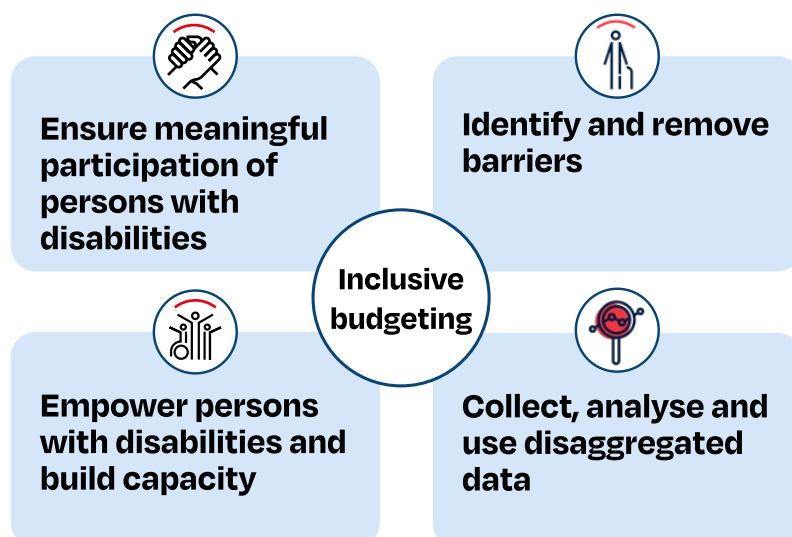 Ensure meaningful
participation of
persons with
disabilities
Identify and remove
barriers
Inclusive
budgeting
Empower persons
with disabilities and
build capacity
Collect, analyse and
use disaggregated
data